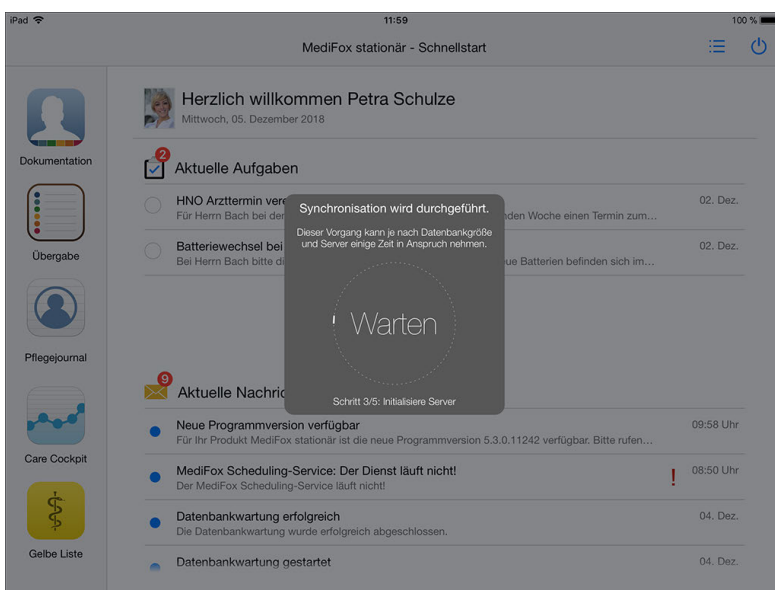 iPad 11:59 100 %
MediFox stationär - Schnellstart
Herzlich willkommen Petra Schulze
Mittwoch, 05. Dezember 2018
Dokumentation
Übergabe
Pflegejournal
Care Cockpit
Gelbe Liste
2
Aktuelle Aufgaben
HNO Arzttermin 02. Dez.
Für Herrn Bach bei Woche einen Termin zum...
Batteriewechsel bei 02. Dez.
Bei Herrn Bach bitte Batterien befinden sich im...
Synchronisation wird durchgeführt.
Dieser Vorgang kann je nach Datenbankgröße
und Server einige Zeit in Anspruch nehmen.
Warten
Schritt 3/5: Initialisiere Server
9
Aktuelle
Neue Programmversion verfügbar 09:58 Uhr
Für Ihr Produkt MediFox stationär ist die neue Programmversion 5.3.0.11242 verfügbar. Bitte rufen...
MediFox Scheduling-Service: Der Dienst läuft nicht! ! 08:50 Uhr
Der MediFox Scheduling-Service läuft nicht!
Datenbankwartung erfolgreich 04. Dez.
Die Datenbankwartung wurde erfolgreich abgeschlossen.
Datenbankwartung gestartet 04. Dez.